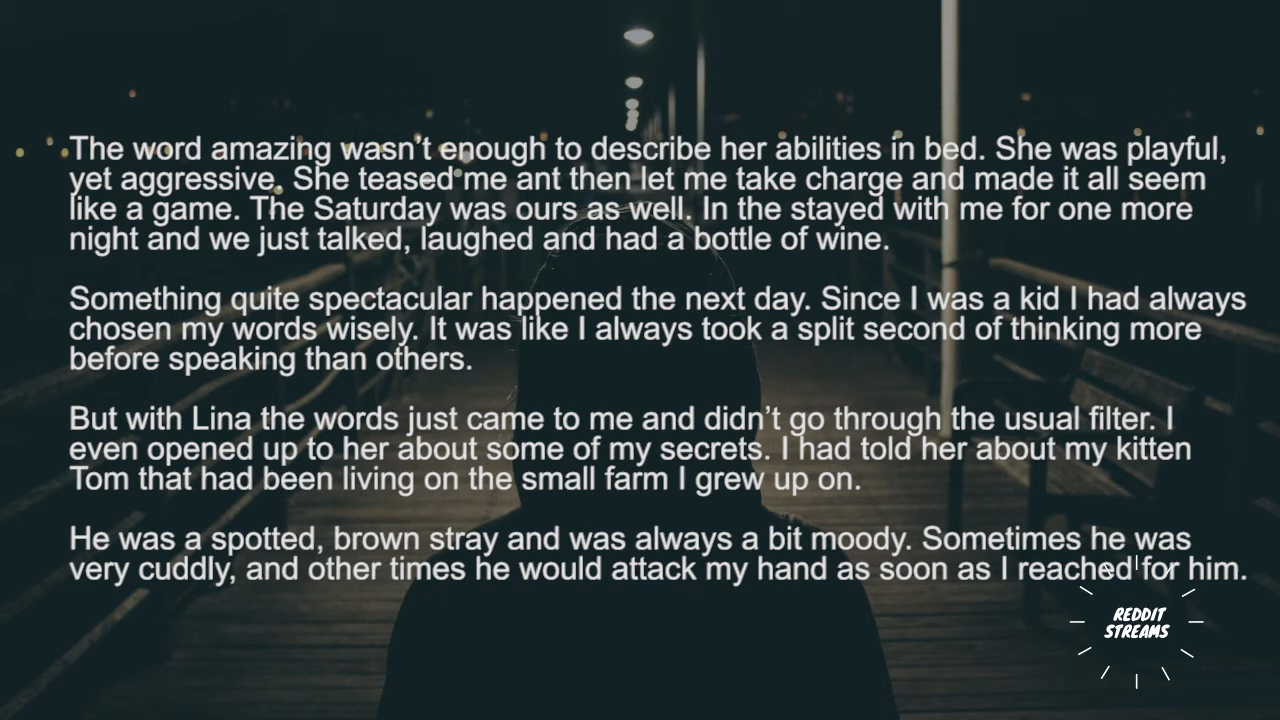 The word amazing wasn’t enough to describe her abilities in bed. She was playful,
yet aggressive. She teased me ant then let me take charge and made it all seem
like a game. The Saturday was ours as well. In the stayed with me for one more
night and we just talked, laughed and had a bottle of wine.
Something quite spectacular happened the next day. Since I was a kid I had always
chosen my words wisely. It was like I always took a split second of thinking more
before speaking than others.
But with Lina the words just came to me and didn’t go through the usual filter. I
even opened up to her about some of my secrets. I had told her about my kitten
Tom that had been living on the small farm I grew up on.
He was a spotted, brown stray and was always a bit moody. Sometimes he was
very cuddly, and other times he would attack my hand as soon as I reached for him.
REDDIT
STREAMS